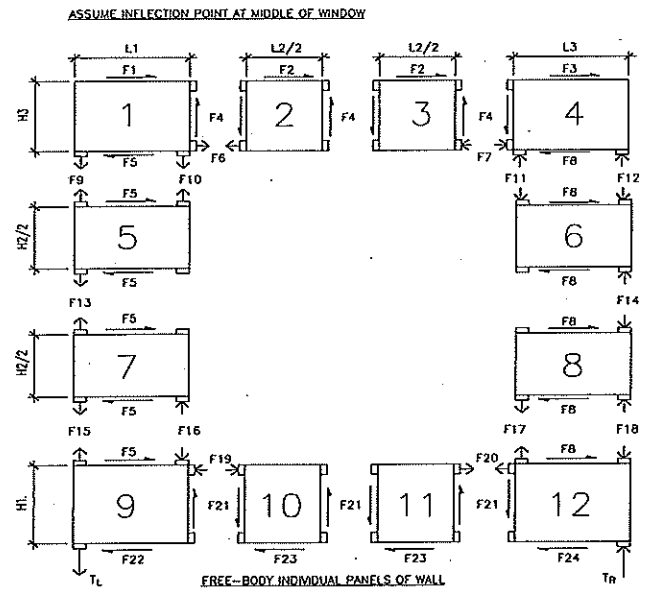 ASSUME INFLECTION POINT AT MIDDLE OF WINDOW
L1 L2/2 L2/2 L3
F1 F2 F2 F3
H3 1 F4 2 F4 3 F4 4
F6 F7
F5 F8
F9 F10 F11 F12
F5 F8
H2/2 5 6
F5 F8
F13 F14
F5 F8
H2/2 7 8
F5 F8
F15 F16 F17 F18
F5 F19 F20 F8
H1. 9 F21 10 F21 11 F21 12
F22 F23 F23 F24
TL FREE-BODY INDIVIDUAL PANELS OF WALL TR